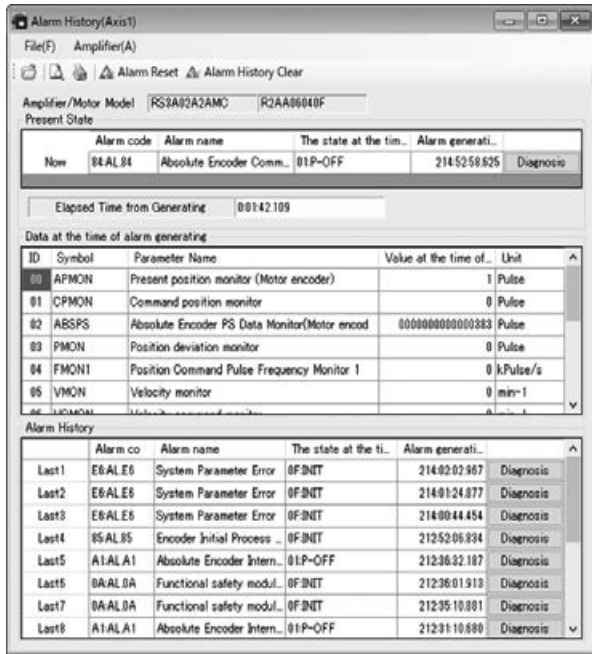 Alarm History(Axis1)
File(F) Amplifier(A)
Alarm Reset Alarm History Clear
Amplifier/Motor Model RS3A02A2AMC R2AA06040F
Present State
Alarm code Alarm name The state at the tim... Alarm generati...
Now 84:AL.84 Absolute Encoder Comm... 01:P-OFF 214:52:58.625 Diagnosis
Elapsed Time from Generating 0:01:42.109
Data at the time of alarm generating
ID Symbol Parameter Name Value at the time of... Unit
00 APMON Present position monitor (Motor encoder) 1 Pulse
01 CPMON Command position monitor 0 Pulse
02 ABSPS Absolute Encoder PS Data Monitor(Motor encod 0000000000000383 Pulse
03 PMON Position deviation monitor 0 Pulse
04 FMON1 Position Command Pulse Frequency Monitor 1 0 kPulse/s
05 VMON Velocity monitor 0 min-1
Alarm History
Alarm co Alarm name The state at the ti... Alarm generati...
Last1 E6:AL.E6 System Parameter Error 0F:INIT 214:02:02.967 Diagnosis
Last2 E6:AL.E6 System Parameter Error 0F:INIT 214:01:24.877 Diagnosis
Last3 E6:AL.E6 System Parameter Error 0F:INIT 214:00:44.454 Diagnosis
Last4 85:AL.85 Encoder Initial Process ... 0F:INIT 212:52:06.834 Diagnosis
Last5 A1:AL.A1 Absolute Encoder Intern... 01:P-OFF 212:36:32.187 Diagnosis
Last6 0A:AL.0A Functional safety modul... 0F:INIT 212:36:01.913 Diagnosis
Last7 0A:AL.0A Functional safety modul... 0F:INIT 212:35:10.881 Diagnosis
Last8 A1:AL.A1 Absolute Encoder Intern... 01:P-OFF 212:31:10.680 Diagnosis